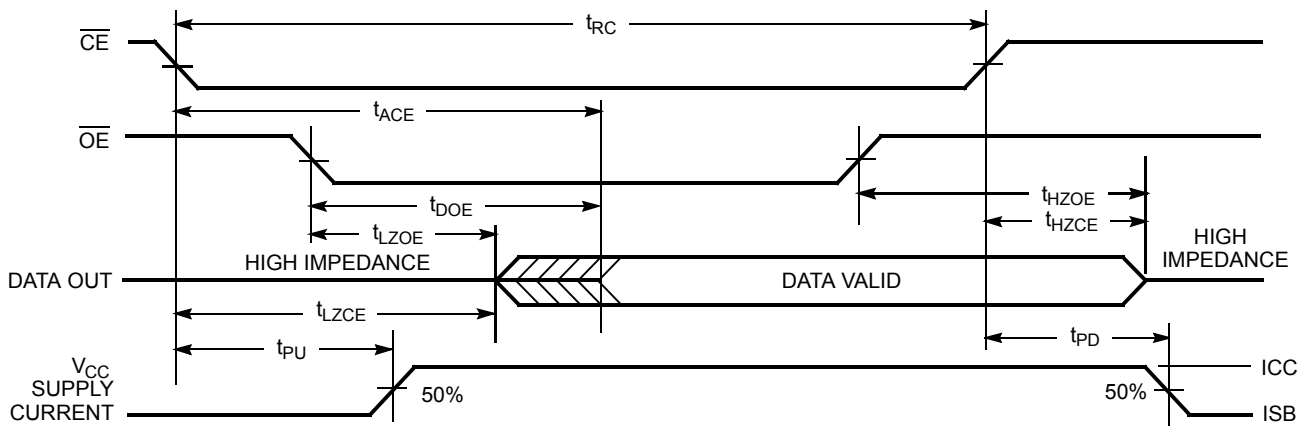 tRC
CE
tACE
OE
tHZOE
tDOE
tHZCE
tLZOE
HIGH
IMPEDANCE
HIGH IMPEDANCE
DATA OUT
DATA VALID
tLZCE
tPU
tPD
VCC
SUPPLY
CURRENT
50%
50%
ICC
ISB